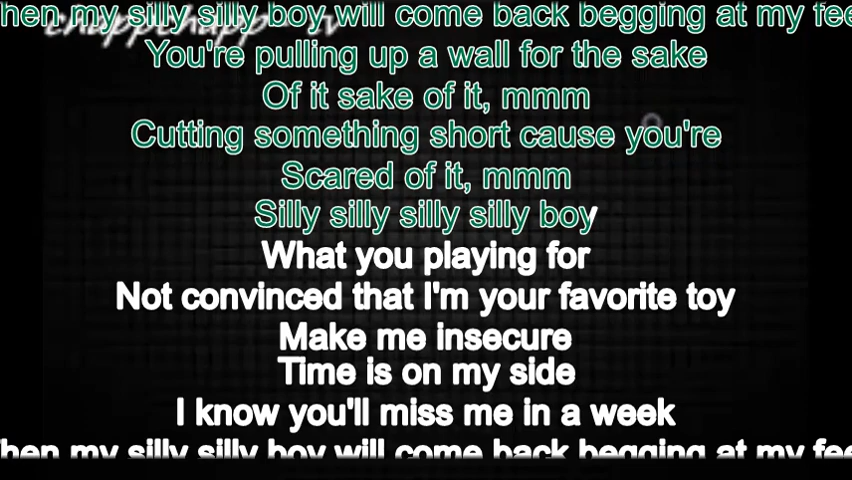 hen my silly silly boy will come back begging at my fee
You're pulling up a wall for the sake
Of it sake of it, mmm
Cutting something short cause you're
Scared of it, mmm
Silly silly silly silly boy
What you playing for
Not convinced that I'm your favorite toy
Make me insecure
Time is on my side
I know you'll miss me in a week
hen my silly silly boy will come back begging at my fee